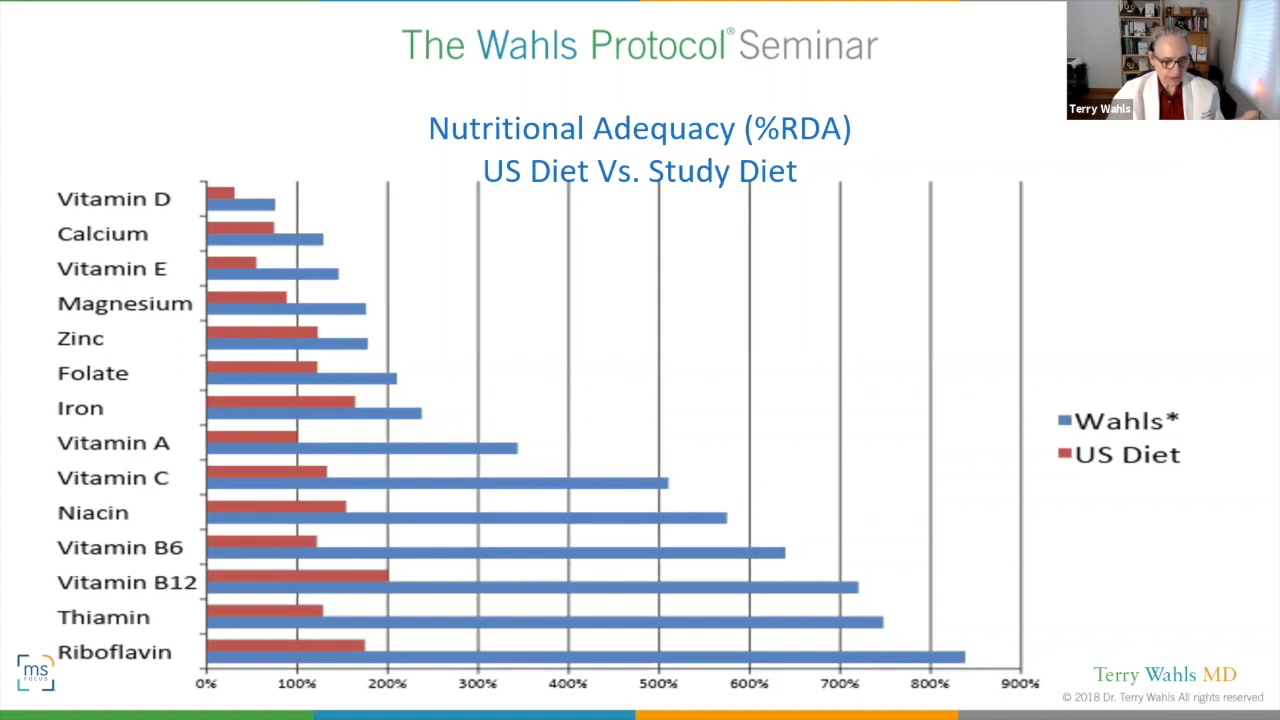 The Wahls Protocol® Seminar
Terry Wahls
Nutritional Adequacy (%RDA)
US Diet Vs. Study Diet
Vitamin D
Calcium
Vitamin E
Magnesium
Zinc
Folate
Iron
Vitamin A
Vitamin C
Niacin
Vitamin B6
Vitamin B12
Thiamin
Riboflavin
0% 100% 200% 300% 400% 500% 600% 700% 800% 900%
Wahls*
US Diet
ms
FOCUS
Terry Wahls MD
© 2018 Dr. Terry Wahls All rights reserved